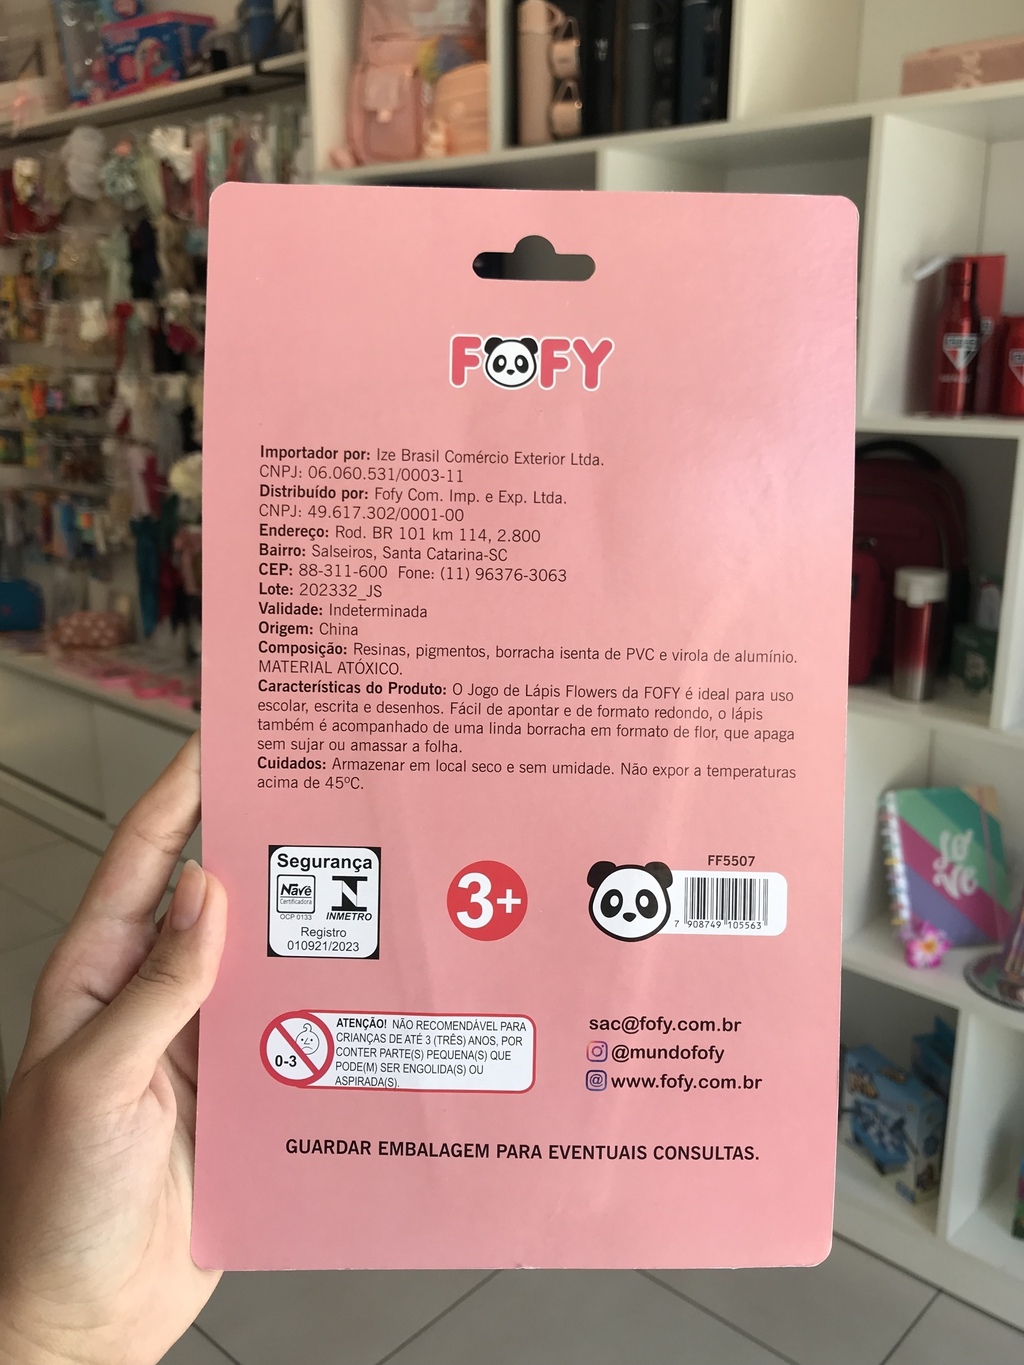 FOFY
Importador por: Ize Brasil Comércio Exterior Ltda.
CNPJ: 06.060.531/0003-11
Distribuído por: Fofy Com. Imp. e Exp. Ltda.
CNPJ: 49.617.302/0001-00
Endereço: Rod. BR 101 km 114, 2.800
Bairro: Salseiros, Santa Catarina-SC
CEP: 88-311-600 Fone: (11) 96376-3063
Lote: 202332_JS
Validade: Indeterminada
Origem: China
Composição: Resinas, pigmentos, borracha isenta de PVC e virola de alumínio.
MATERIAL ATÓXICO.
Características do Produto: O Jogo de Lápis Flowers da FOFY é ideal para uso
escolar, escrita e desenhos. Fácil de apontar e de formato redondo, o lápis
também é acompanhado de uma linda borracha em formato de flor, que apaga
sem sujar ou amassar a folha.
Cuidados: Armazenar em local seco e sem umidade. Não expor a temperaturas
acima de 45ºC.
Segurança
Navê
Certificadora
OCP 0133
INMETRO
Registro
010921/2023
3+
FF5507
7 908749 105563
0-3
ATENÇÃO! NÃO RECOMENDÁVEL PARA
CRIANÇAS DE ATÉ 3 (TRÊS) ANOS, POR
CONTER PARTE(S) PEQUENA(S) QUE
PODE(M) SER ENGOLIDA(S) OU
ASPIRADA(S).
sac@fofy.com.br
@mundofofy
www.fofy.com.br
GUARDAR EMBALAGEM PARA EVENTUAIS CONSULTAS.
LOVE